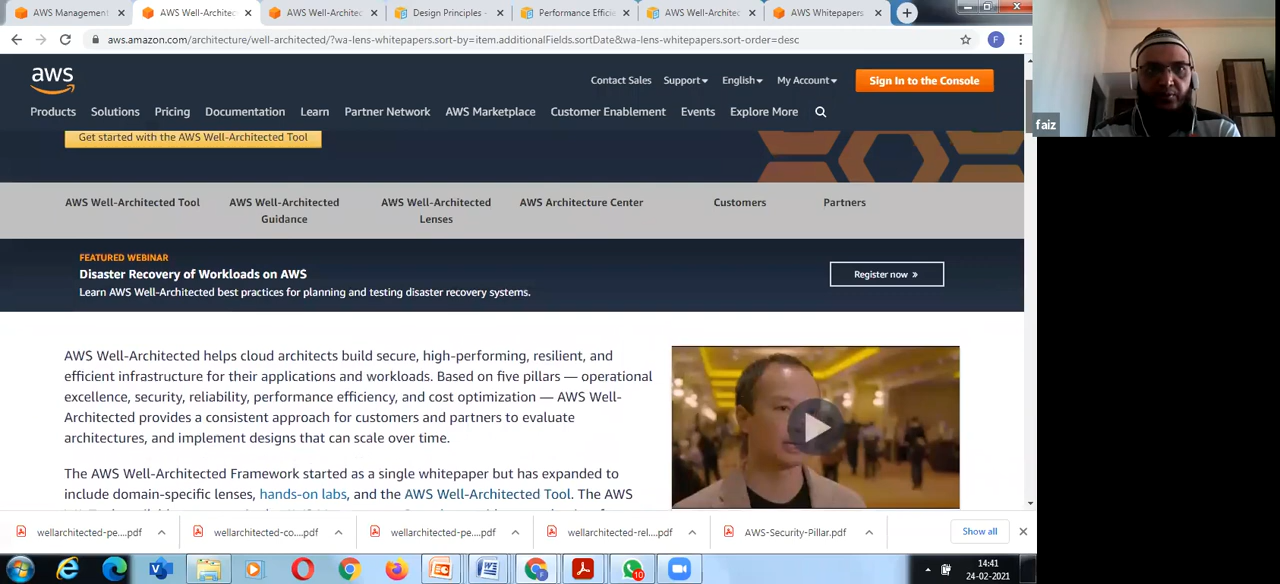 AWS Management
AWS Well-Architec
AWS Well-Architec
Design Principles -
Performance Efficie
AWS Well-Architec
AWS Whitepapers
aws.amazon.com/architecture/well-architected/?wa-lens-whitepapers.sort-by=item.additionalFields.sortDate&wa-lens-whitepapers.sort-order=desc
F
faiz
aws
Contact Sales Support English My Account Sign In to the Console
Products Solutions Pricing Documentation Learn Partner Network AWS Marketplace Customer Enablement Events Explore More
Get started with the AWS Well-Architected Tool
AWS Well-Architected Tool
AWS Well-Architected
Guidance
AWS Well-Architected
Lenses
AWS Architecture Center
Customers
Partners
FEATURED WEBINAR
Disaster Recovery of Workloads on AWS
Learn AWS Well-Architected best practices for planning and testing disaster recovery systems.
Register now »
AWS Well-Architected helps cloud architects build secure, high-performing, resilient, and
efficient infrastructure for their applications and workloads. Based on five pillars — operational
excellence, security, reliability, performance efficiency, and cost optimization — AWS Well-
Architected provides a consistent approach for customers and partners to evaluate
architectures, and implement designs that can scale over time.
The AWS Well-Architected Framework started as a single whitepaper but has expanded to
include domain-specific lenses, hands-on labs, and the AWS Well-Architected Tool. The AWS
wellarchitected-pe....pdf
wellarchitected-co....pdf
wellarchitected-pe....pdf
wellarchitected-rel....pdf
AWS-Security-Pillar.pdf
Show all
10
14:41
24-02-2021